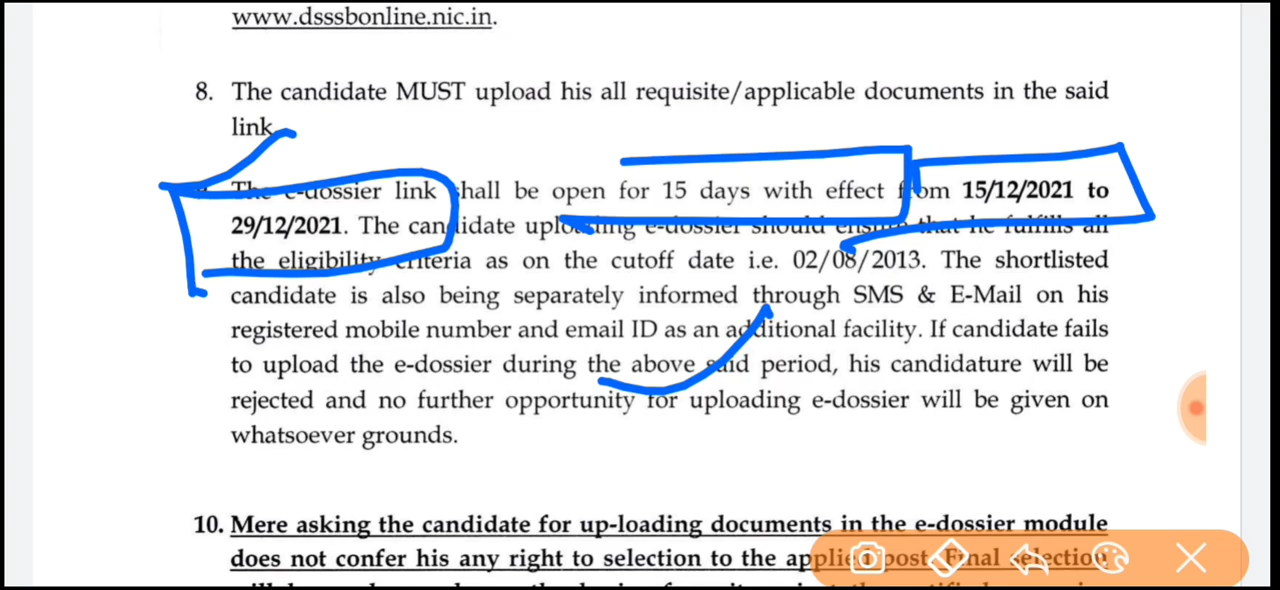 www.dsssbonline.nic.in.
8. The candidate MUST upload his all requisite/applicable documents in the said
link.
The e-dossier link shall be open for 15 days with effect from 15/12/2021 to
29/12/2021. The candidate uploading e-dossier should ensure that he fulfills all
the eligibility criteria as on the cutoff date i.e. 02/08/2013. The shortlisted
candidate is also being separately informed through SMS & E-Mail on his
registered mobile number and email ID as an additional facility. If candidate fails
to upload the e-dossier during the above said period, his candidature will be
rejected and no further opportunity for uploading e-dossier will be given on
whatsoever grounds.
10. Mere asking the candidate for up-loading documents in the e-dossier module
does not confer his any right to selection to the applied post. Final selection